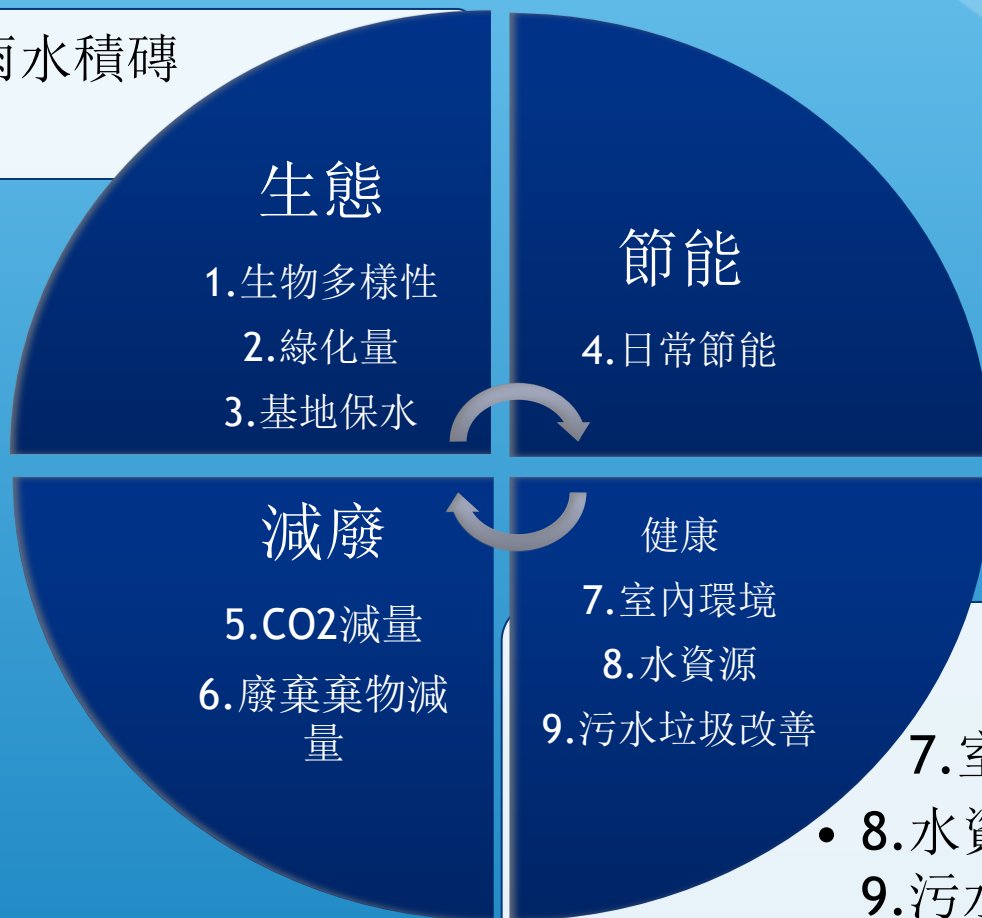 雨水積磚
生態
1.生物多樣性
2.綠化量
3.基地保水
節能
4.日常節能
減廢
5.CO2減量
6.廢棄棄物減
量
健康
7.室內環境
8.水資源
9.污水垃圾改善
7.室
• 8.水資
9.污水